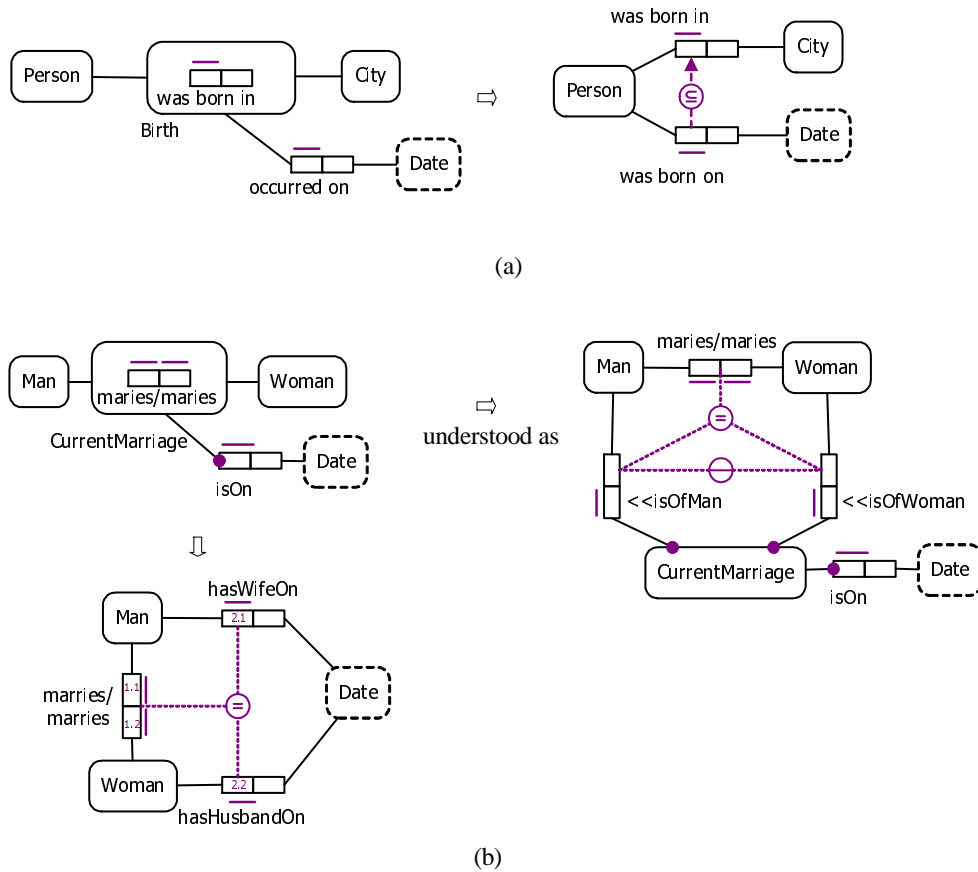 was born in
Person
City
was born in
Birth
⇨
Person
City
⊆
Date
occurred on
Date
was born on
(a)
Man
Woman
maries/maries
CurrentMarriage
Date
isOn
⇨
understood as
maries/maries
Man
Woman
=
<<isOfMan
<<isOfWoman
CurrentMarriage
Date
isOn
⇩
hasWifeOn
Man
2.1
marries/
marries
1.1
1.2
=
Date
Woman
2.2
hasHusbandOn
(b)